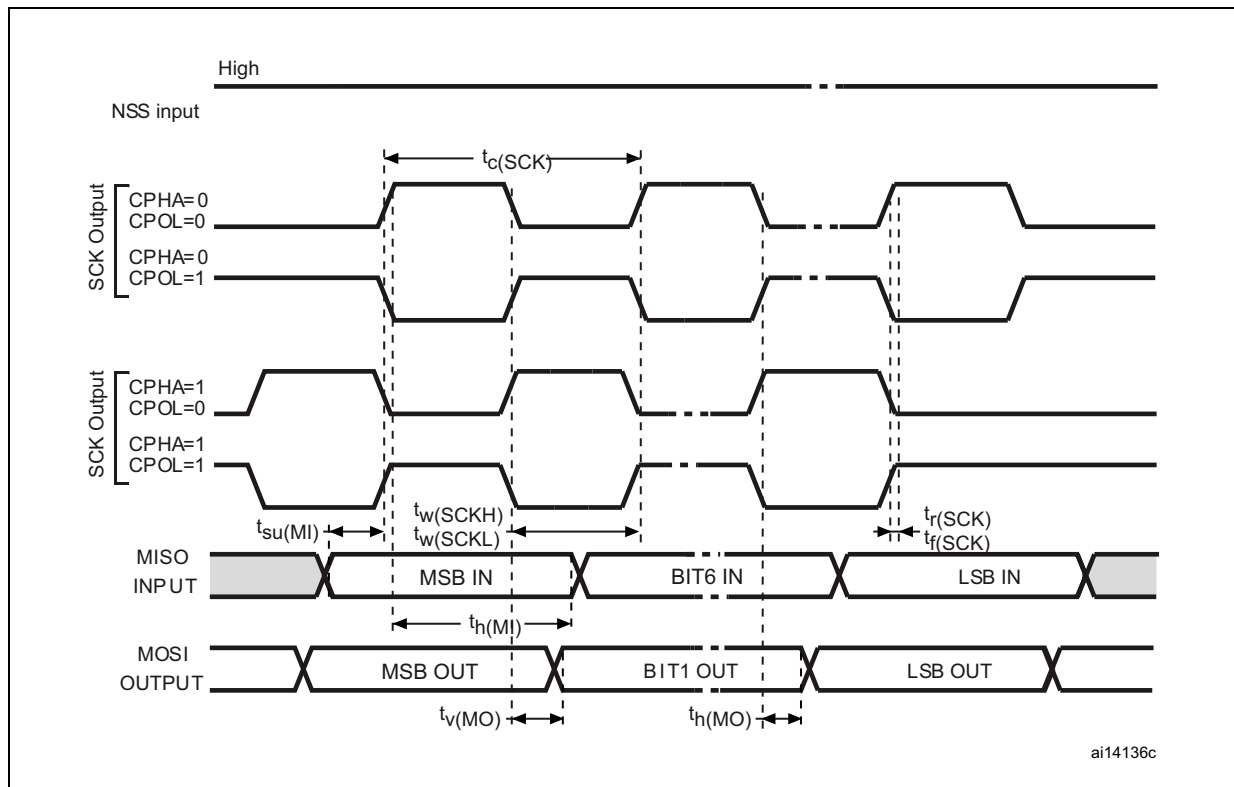 High
NSS input
tc(SCK)
SCK Output
CPHA=0
CPOL=0
CPHA=0
CPOL=1
SCK Output
CPHA=1
CPOL=0
CPHA=1
CPOL=1
tsu(MI)
tw(SCKH)
tw(SCKL)
tr(SCK)
tf(SCK)
MISO
INPUT
MSB IN
BIT6 IN
LSB IN
th(MI)
MOSI
OUTPUT
MSB OUT
BIT1 OUT
LSB OUT
tv(MO)
th(MO)
ai14136c